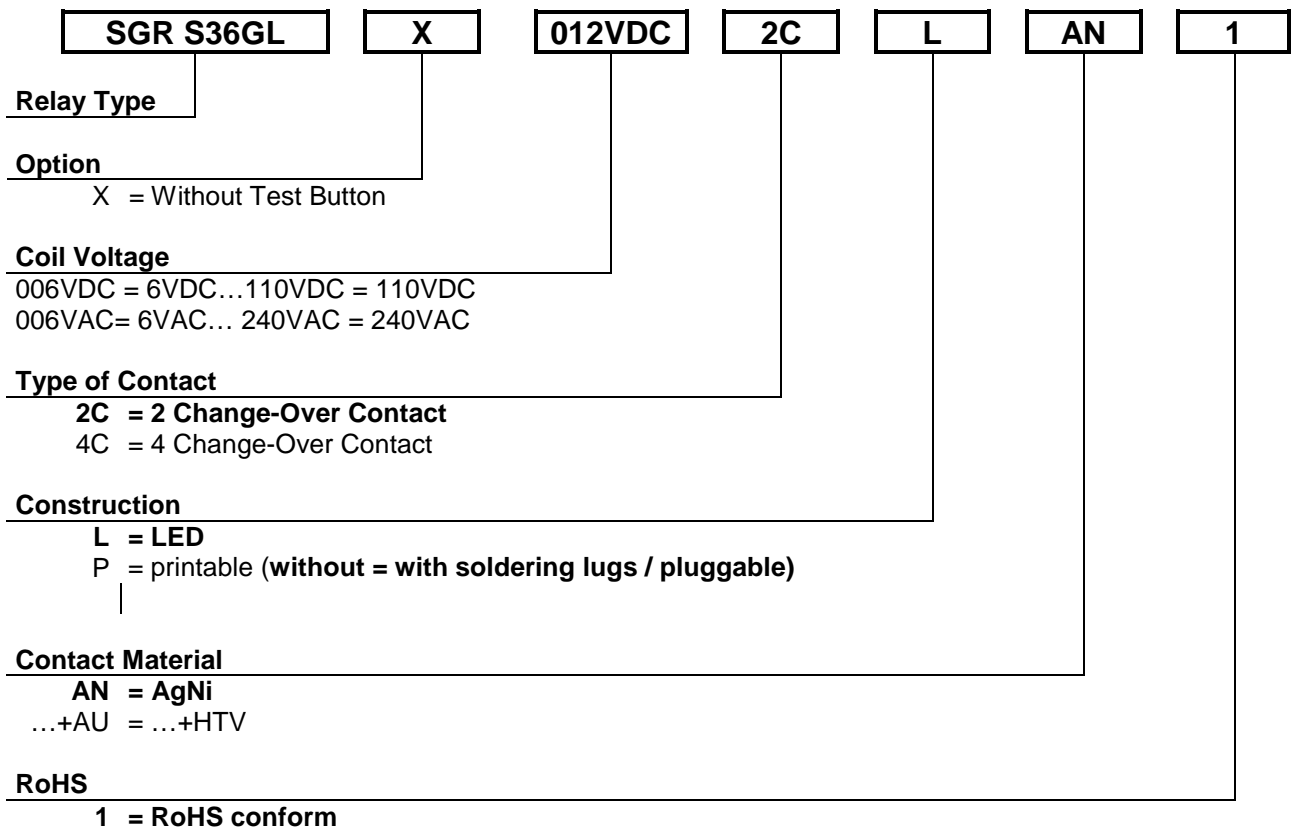 SGR S36GL X 012VDC 2C L AN 1
Relay Type
Option
X = Without Test Button
Coil Voltage
006VDC = 6VDC…110VDC = 110VDC
006VAC= 6VAC… 240VAC = 240VAC
Type of Contact
2C = 2 Change-Over Contact
4C = 4 Change-Over Contact
Construction
L = LED
P = printable (without = with soldering lugs / pluggable)
Contact Material
AN = AgNi
…+AU = …+HTV
RoHS
1 = RoHS conform